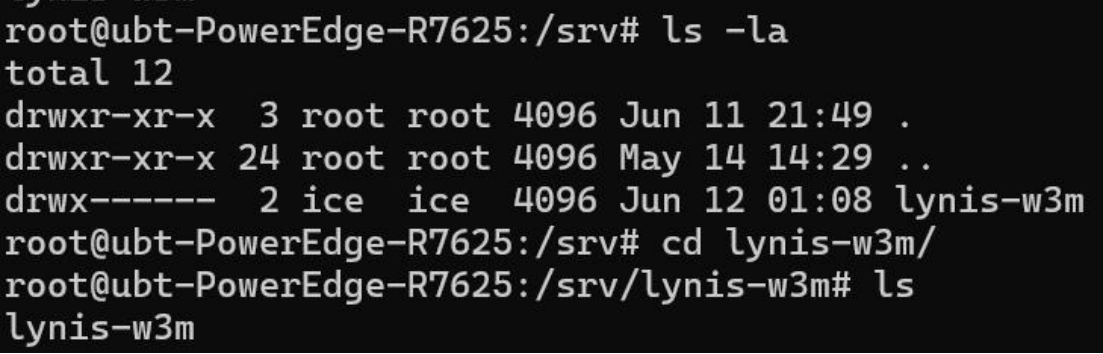 root@ubt-PowerEdge-R7625:/srv# ls -la
total 12
drwxr-xr-x  3 root root 4096 Jun 11 21:49 .
drwxr-xr-x 24 root root 4096 May 14 14:29 ..
drwx------  2 ice  ice  4096 Jun 12 01:08 lynis-w3m
root@ubt-PowerEdge-R7625:/srv# cd lynis-w3m/
root@ubt-PowerEdge-R7625:/srv/lynis-w3m# ls
lynis-w3m